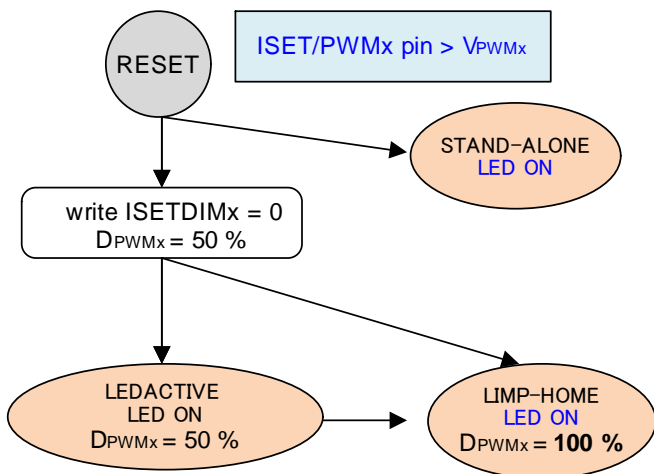 RESET
ISET/PWMx pin > VPWMx
STAND-ALONE
LED ON
write ISETDIMx = 0
DPWMx = 50 %
LEDACTIVE
LED ON
DPWMx = 50 %
LIMP-HOME
LED ON
DPWMx = 100 %